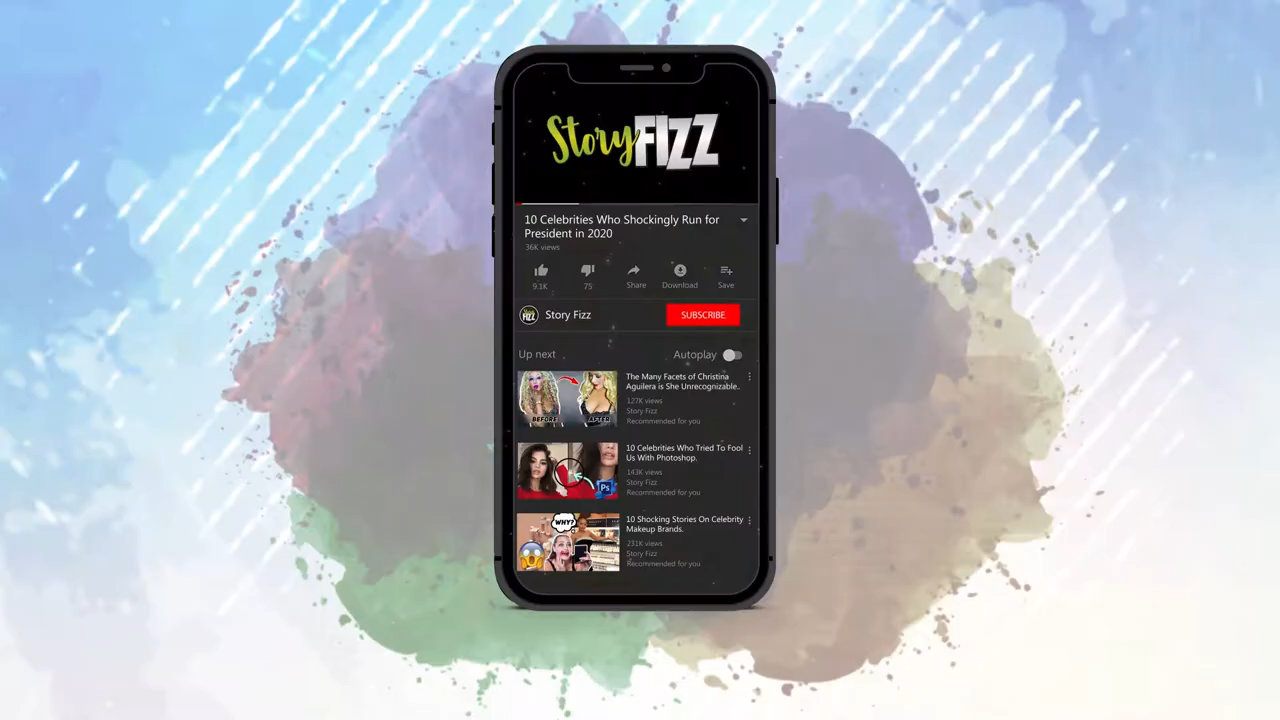 StoryFIZZ
10 Celebrities Who Shockingly Run for
President in 2020
36K views
9.1K
75
Share
Download
Save
Story FIZZ
Story Fizz
SUBSCRIBE
Up next
Autoplay
The Many Facets of Christina
Aguilera is She Unrecognizable..
127K views
Story Fizz
Recommended for you
BEFORE
AFTER
10 Celebrities Who Tried To Fool
Us With Photoshop.
143K views
Story Fizz
Recommended for you
Ps
10 Shocking Stories On Celebrity
Makeup Brands.
231K views
Story Fizz
Recommended for you
WHY?